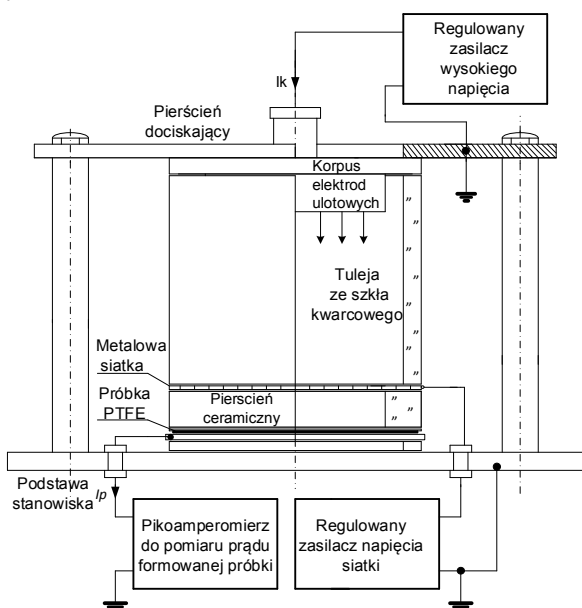 Regulowany
zasilacz
wysokiego
napięcia
Ik
Pierścień
dociskający
Korpus
elektrod
ulotowych
Tuleja
ze szkła
kwarcowego
Metalowa
siatka
Próbka
PTFE
Pierscień
ceramiczny
Podstawa
stanowiska
Ip
Pikoamperomierz
do pomiaru prądu
formowanej próbki
Regulowany
zasilacz napięcia
siatki